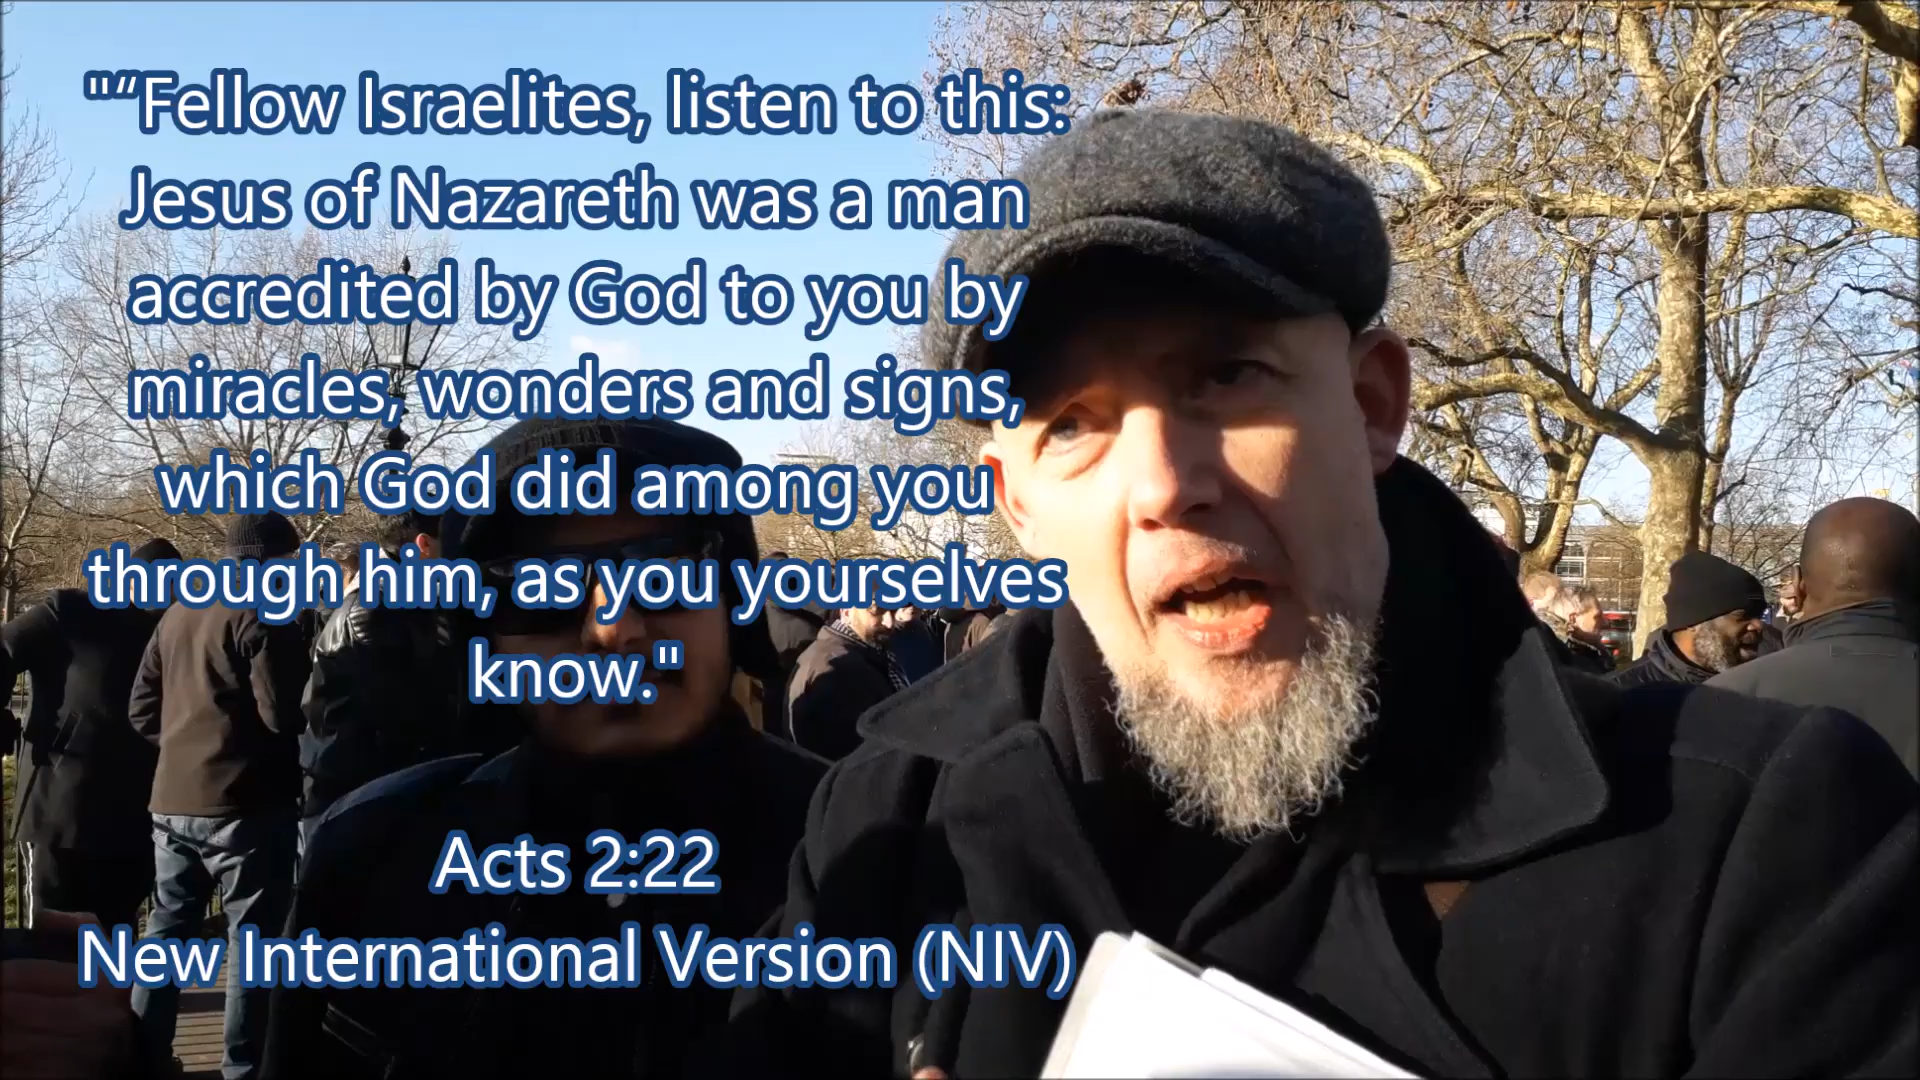 "“Fellow Israelites, listen to this:
Jesus of Nazareth was a man
accredited by God to you by
miracles, wonders and signs,
which God did among you
through him, as you yourselves
know."
Acts 2:22
New International Version (NIV)